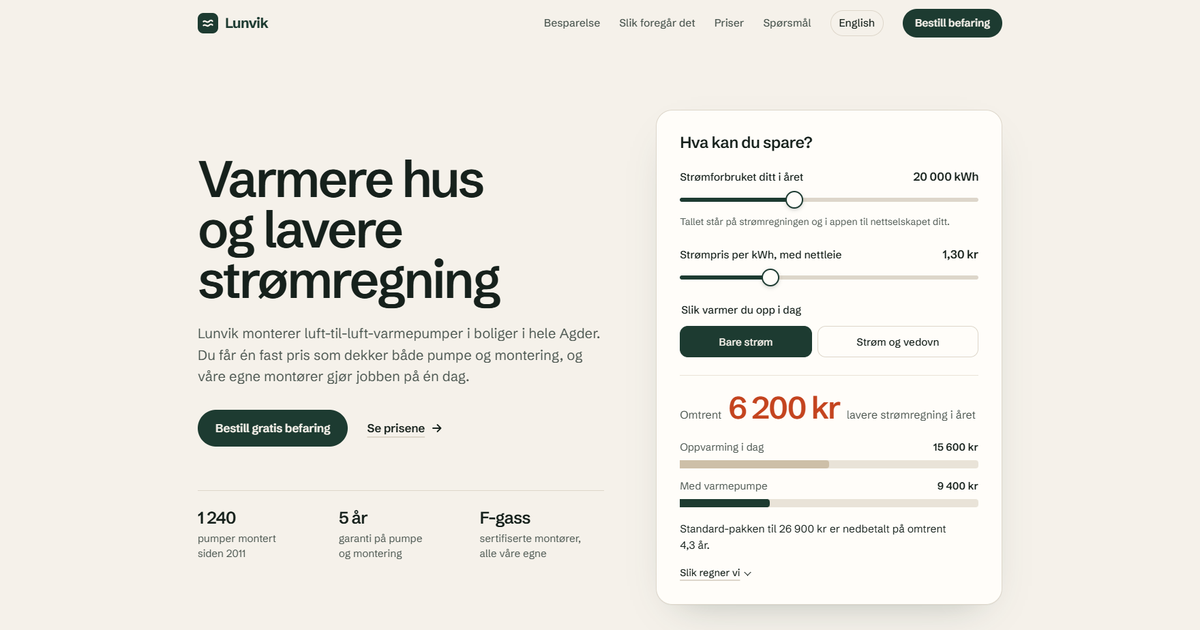 Lunvik
Besparelse
Slik foregår det
Priser
Spørsmål
English
Bestill befaring
Varmere hus
og lavere
strømregning
Lunvik monterer luft-til-luft-varmepumper i boliger i hele Agder.
Du får én fast pris som dekker både pumpe og montering, og
våre egne montører gjør jobben på én dag.
Bestill gratis befaring
Se prisene →
1 240
pumper montert
siden 2011
5 år
garanti på pumpe
og montering
F-gass
sertifiserte montører,
alle våre egne
Hva kan du spare?
Strømforbruket ditt i året
20 000 kWh
Tallet står på strømregningen og i appen til nettselskapet ditt.
Strømpris per kWh, med nettleie
1,30 kr
Slik varmer du opp i dag
Bare strøm
Strøm og vedovn
Omtrent 6 200 kr lavere strømregning i året
Oppvarming i dag
15 600 kr
Med varmepumpe
9 400 kr
Standard-pakken til 26 900 kr er nedbetalt på omtrent
4,3 år.
Slik regner vi